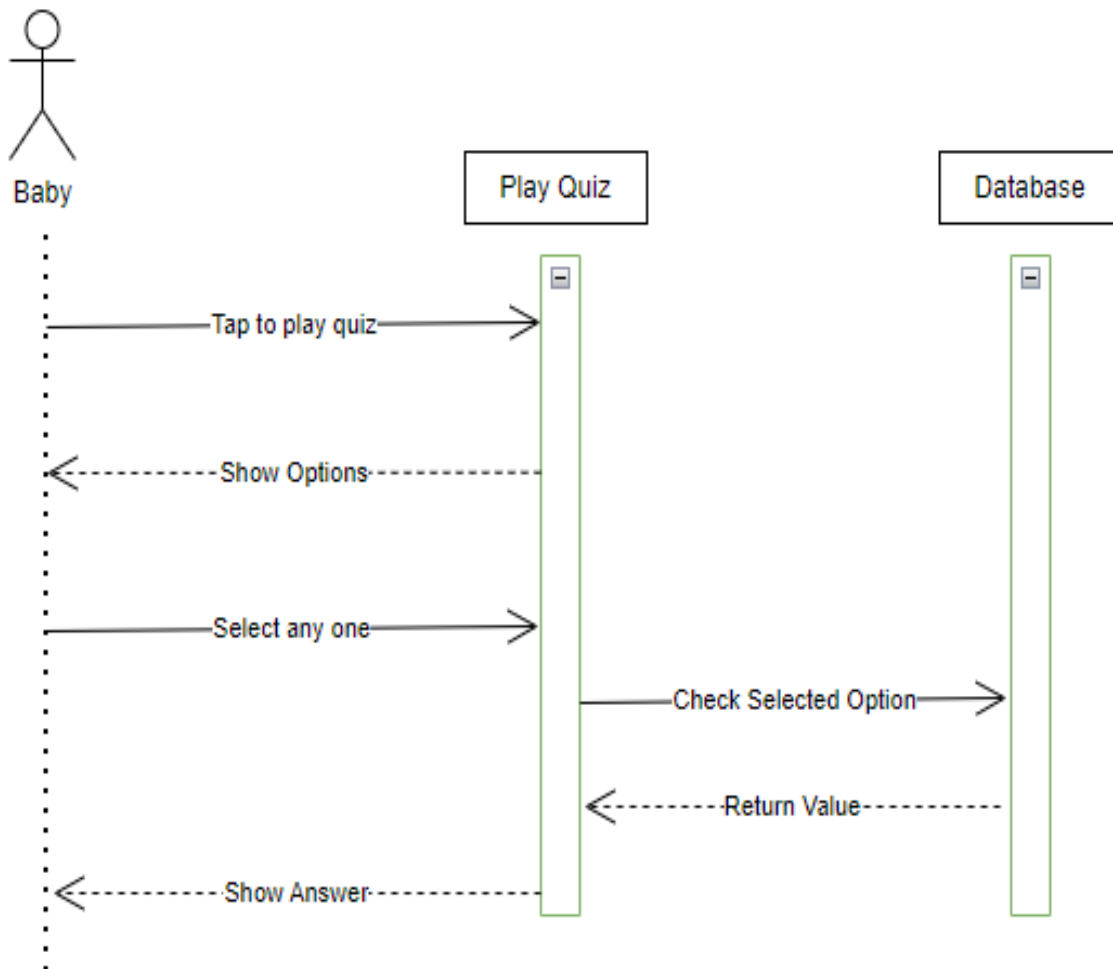 Baby
Play Quiz
Database
Tap to play quiz
Show Options
Select any one
Check Selected Option
Return Value
Show Answer